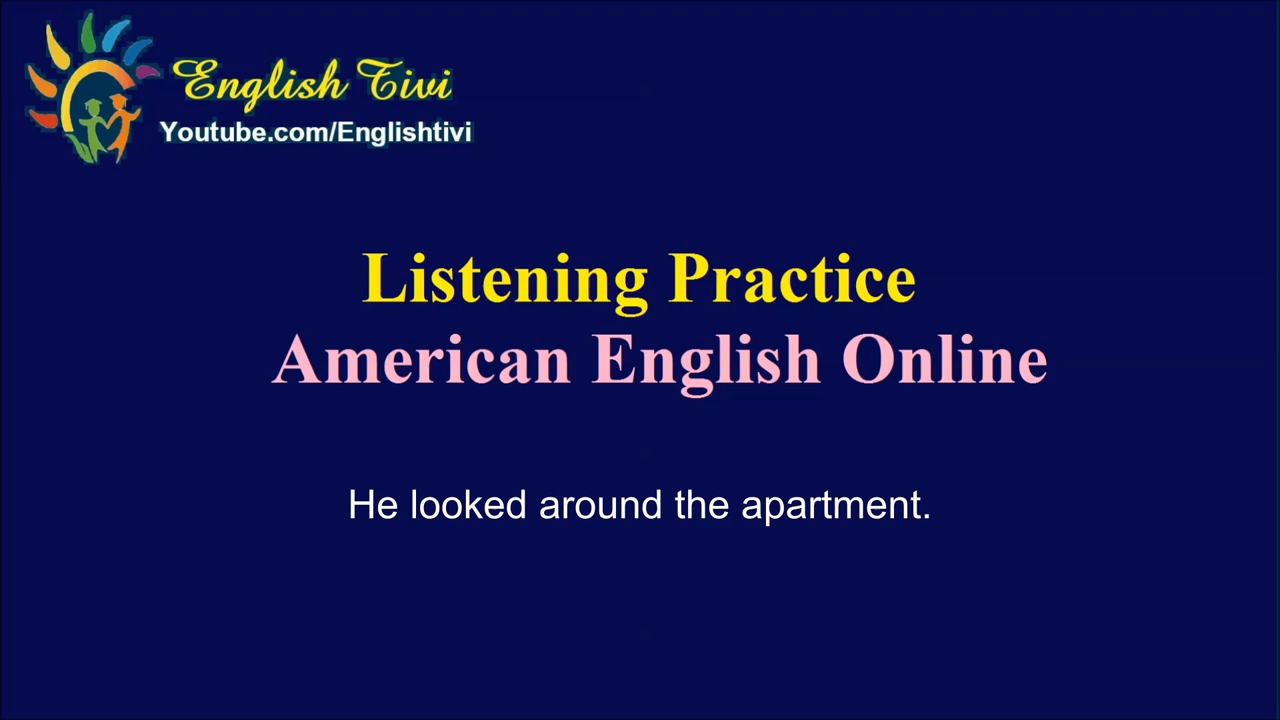 English Tivi
Youtube.com/Englishtivi
Listening Practice
American English Online
He looked around the apartment.